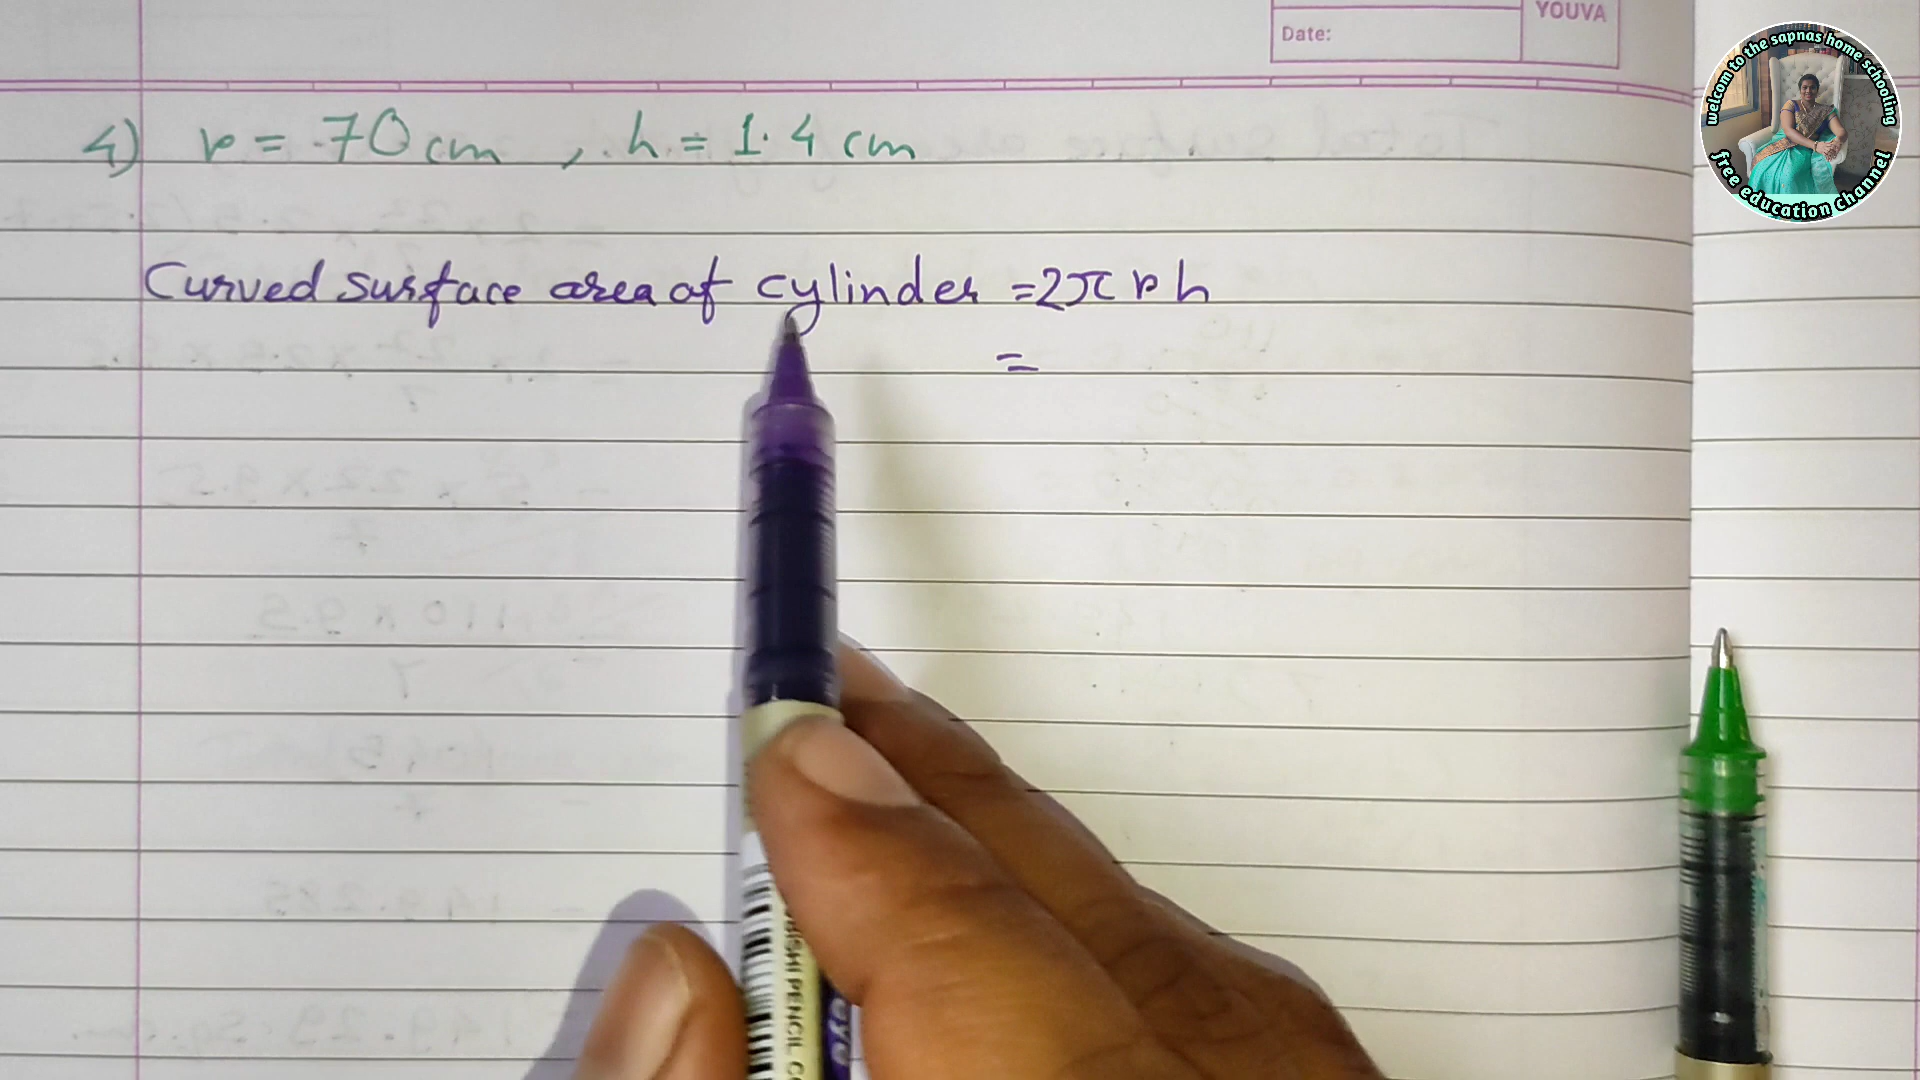 YOUVA
Date:
welcom to the sapnas home schooling
free education channel
4) r = 70 cm , h = 1.4 cm
Curved surface area of cylinder = 2π r h
=